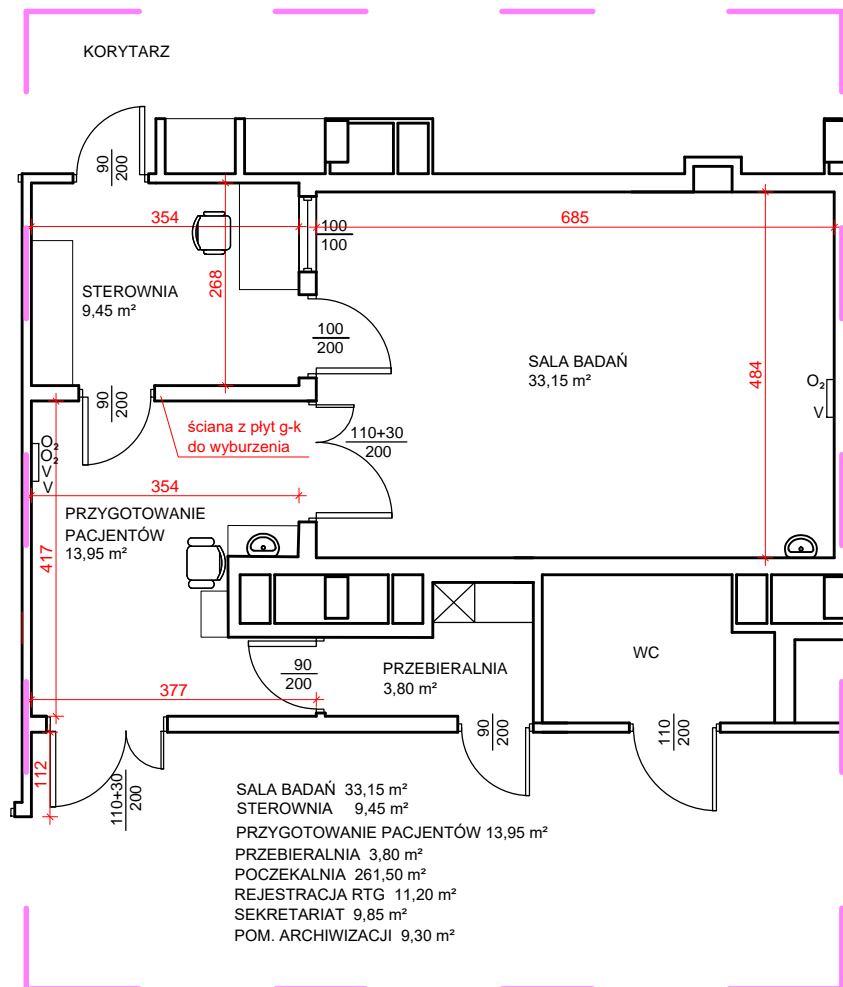 KORYTARZ
90
200
354
685
100
100
268
STEROWNIA
9,45 m²
100
200
SALA BADAŃ
33,15 m²
484
O₂
V
90
200
ściana z płyt g-k
do wyburzenia
110+30
200
O₂
O₂
V
V
354
PRZYGOTOWANIE
PACJENTÓW
13,95 m²
417
WC
90
200
PRZEBIERALNIA
3,80 m²
377
90
200
110
200
112
110+30
200
SALA BADAŃ 33,15 m²
STEROWNIA 9,45 m²
PRZYGOTOWANIE PACJENTÓW 13,95 m²
PRZEBIERALNIA 3,80 m²
POCZEKALNIA 261,50 m²
REJESTRACJA RTG 11,20 m²
SEKRETARIAT 9,85 m²
POM. ARCHIWIZACJI 9,30 m²